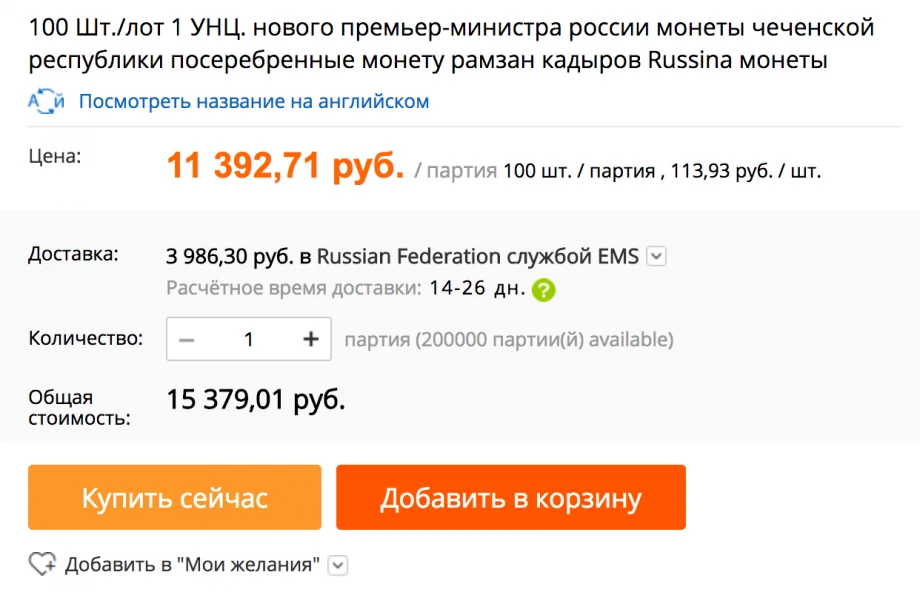 100 Шт./лот 1 УНЦ. нового премьер-министра россии монеты чеченской
республики посеребренные монету рамзан кадыров Russina монеты
Aй Посмотреть название на английском
Цена: 11 392,71 руб. / партия 100 шт. / партия , 113,93 руб. / шт.
Доставка: 3 986,30 руб. в Russian Federation службой EMS
Расчётное время доставки: 14-26 дн. ?
Количество: − 1 + партия (200000 партии(й) available)
Общая
стоимость: 15 379,01 руб.
Купить сейчас Добавить в корзину
Добавить в "Мои желания"